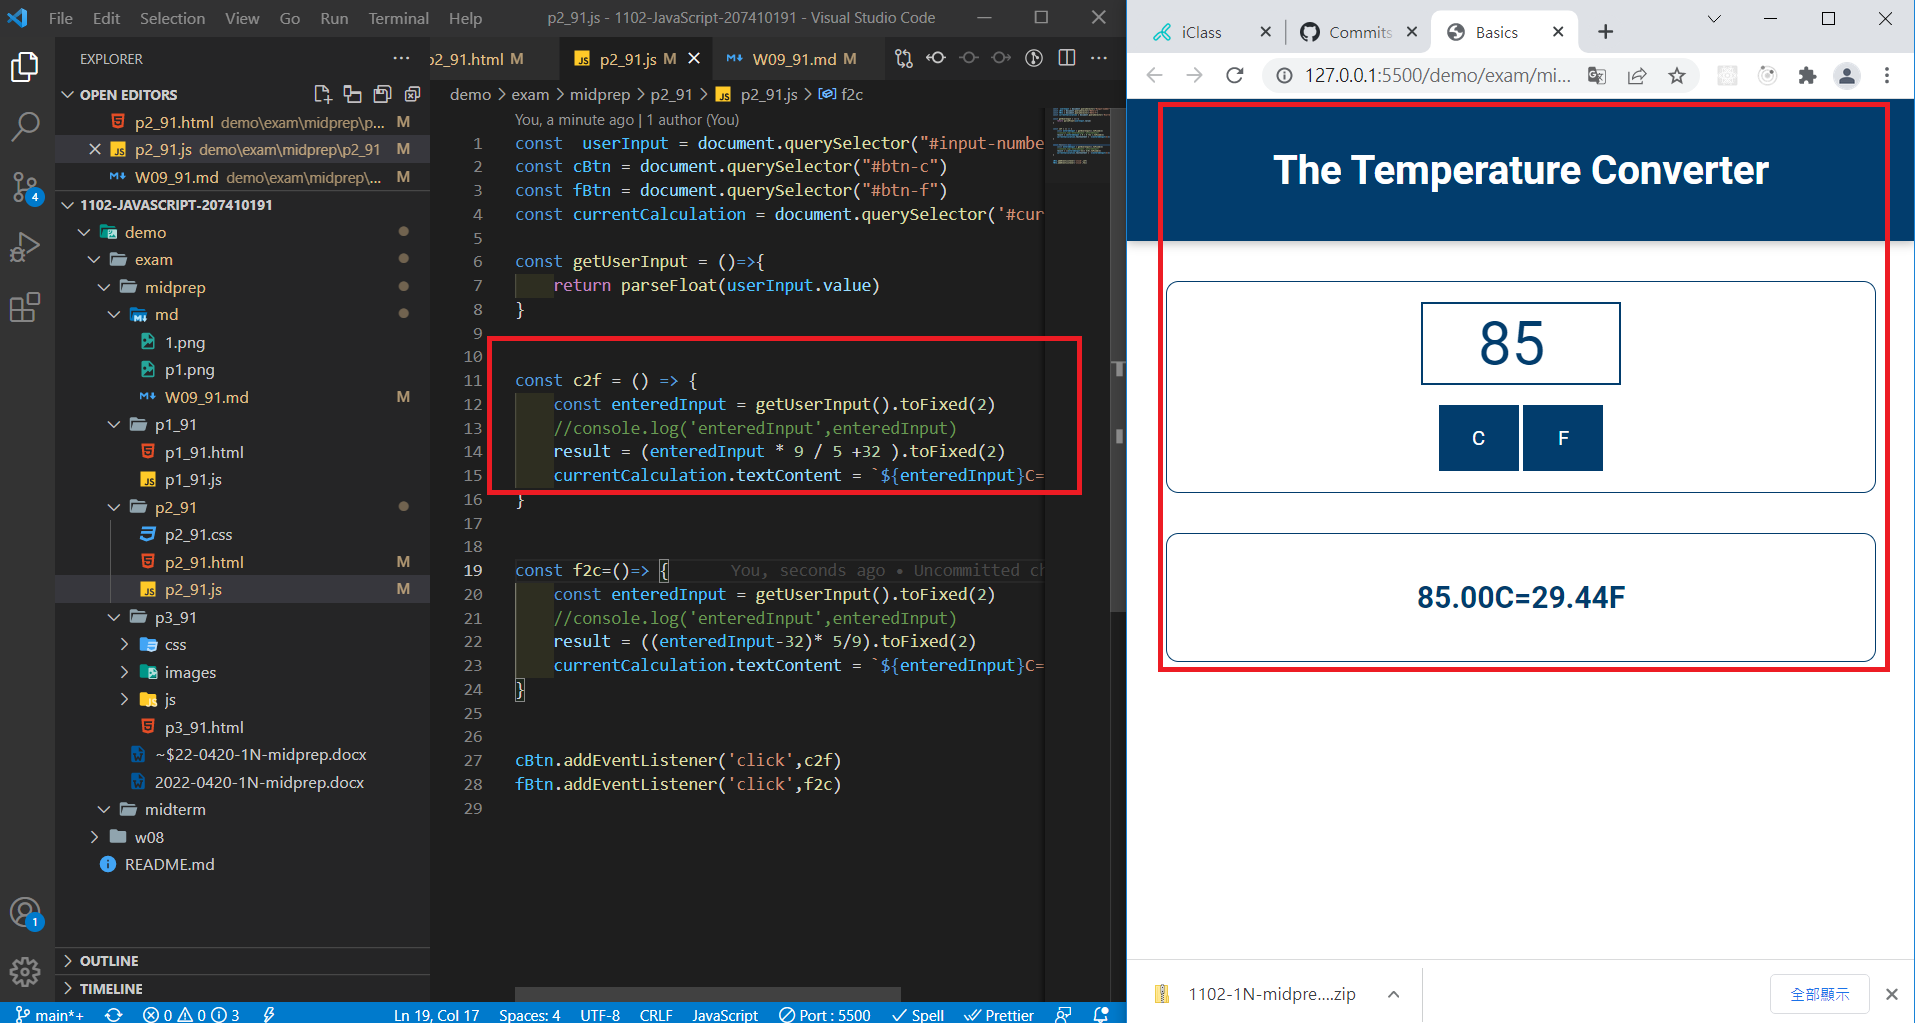 File Edit Selection View Go Run Terminal Help
p2_91.js - 1102-JavaScript-207410191 - Visual Studio Code
EXPLORER
OPEN EDITORS
p2_91.html demo\exam\midprep\p... M
p2_91.js demo\exam\midprep\p2_91 M
W09_91.md demo\exam\midprep\... M
4
1102-JAVASCRIPT-207410191
demo
exam
midprep
md
1.png
p1.png
W09_91.md M
p1_91
p1_91.html
p1_91.js
p2_91
p2_91.css
p2_91.html M
p2_91.js M
p3_91
css
images
js
p3_91.html
~$22-0420-1N-midprep.docx
2022-0420-1N-midprep.docx
midterm
w08
README.md
1
OUTLINE
TIMELINE
p2_91.html M
p2_91.js M
W09_91.md M
demo > exam > midprep > p2_91 > p2_91.js > f2c
You, a minute ago | 1 author (You)
1 const  userInput = document.querySelector("#input-numbe
2 const cBtn = document.querySelector("#btn-c")
3 const fBtn = document.querySelector("#btn-f")
4 const currentCalculation = document.querySelector('#cur
5
6 const getUserInput = ()=>{
7 return parseFloat(userInput.value)
8 }
9
10
11 const c2f = () => {
12 const enteredInput = getUserInput().toFixed(2)
13 //console.log('enteredInput',enteredInput)
14 result = (enteredInput * 9 / 5 +32 ).toFixed(2)
15 currentCalculation.textContent = `${enteredInput}C=
16 }
17
18
19 const f2c=()=> { You, seconds ago • Uncommitted ch
20 const enteredInput = getUserInput().toFixed(2)
21 //console.log('enteredInput',enteredInput)
22 result = ((enteredInput-32)* 5/9).toFixed(2)
23 currentCalculation.textContent = `${enteredInput}C=
24 }
25
26
27 cBtn.addEventListener('click',c2f)
28 fBtn.addEventListener('click',f2c)
29
main*+ 0 0 3
Ln 19, Col 17 Spaces: 4 UTF-8 CRLF JavaScript Port : 5500 Spell Prettier
iClass
Commits
Basics
127.0.0.1:5500/demo/exam/mi...
The Temperature Converter
85
C F
85.00C=29.44F
1102-1N-midpre....zip
全部顯示